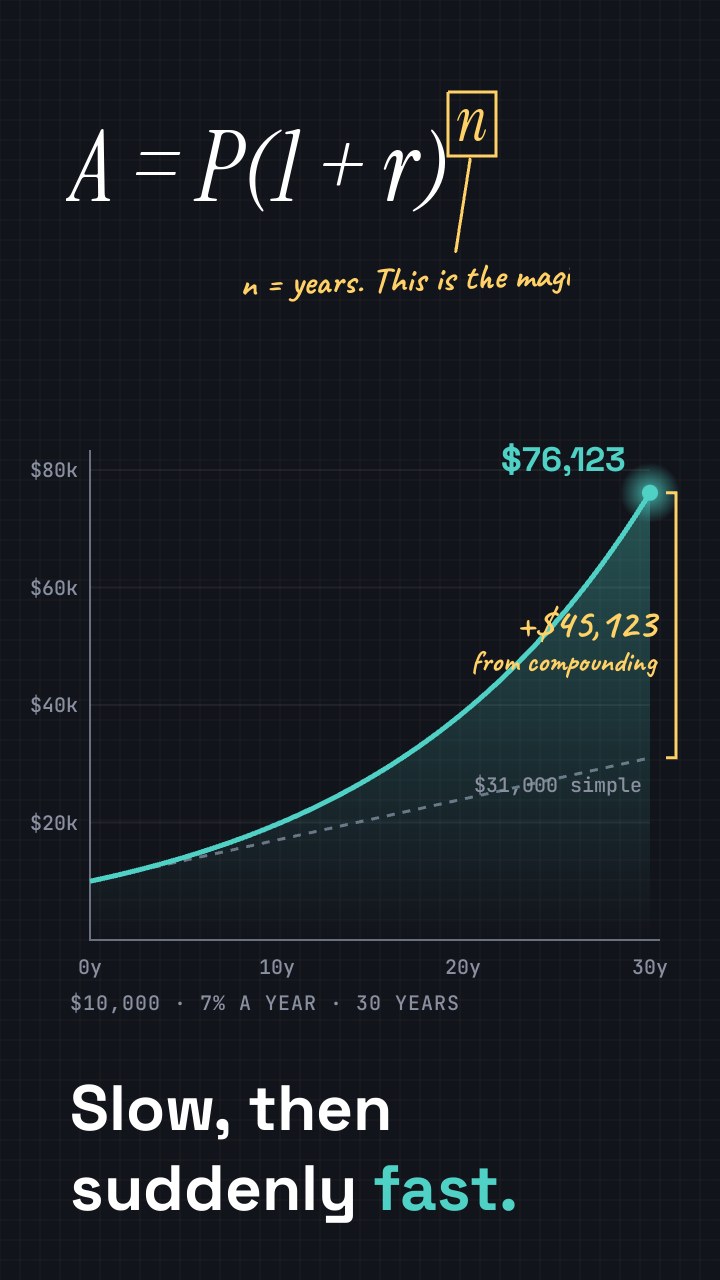 A = P(1 + r)ⁿ
n = years. This is the
$76,123
$80k
$60k
+$45,123
from compounding
$40k
$31,000 simple
$20k
0y 10y 20y 30y
$10,000 · 7% A YEAR · 30 YEARS
Slow, then
suddenly fast.